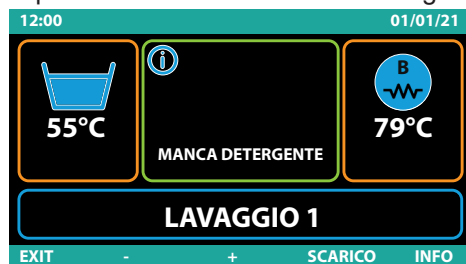 12:00 01/01/21
B
55°C 79°C
MANCA DETERGENTE
LAVAGGIO 1
EXIT - + SCARICO INFO